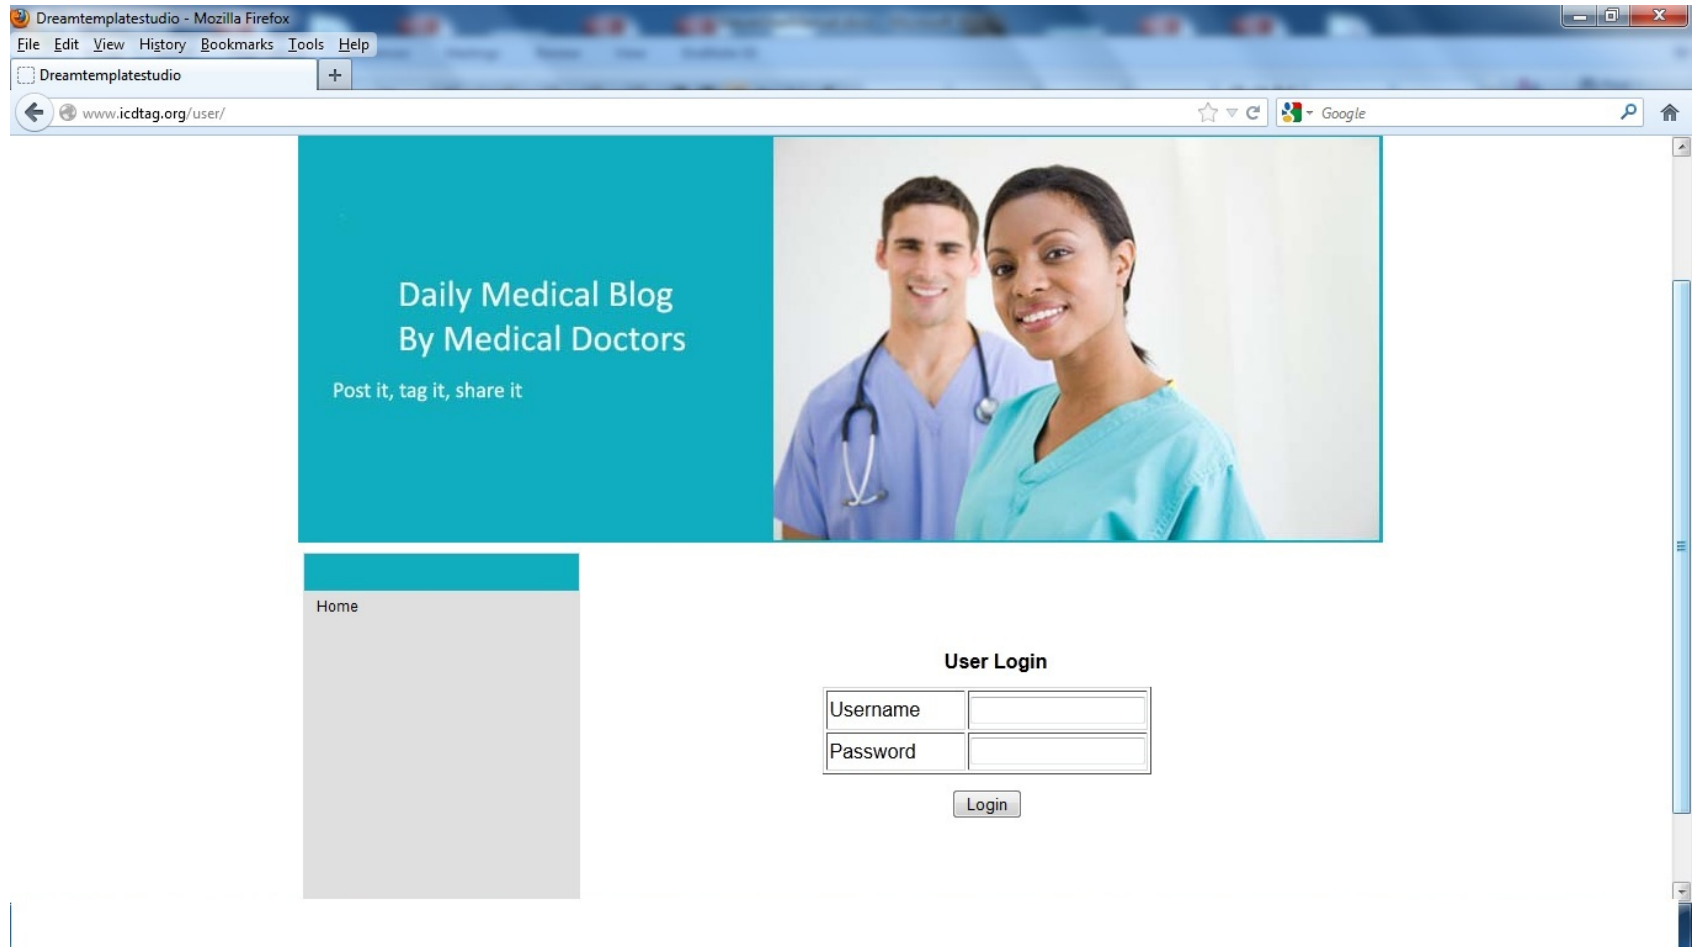 Dreamtemplatestudio - Mozilla Firefox
File Edit View History Bookmarks Tools Help
Dreamtemplatestudio +
www.icdtag.org/user/
Google
Daily Medical Blog
By Medical Doctors
Post it, tag it, share it
Home
User Login
Username
Password
Login